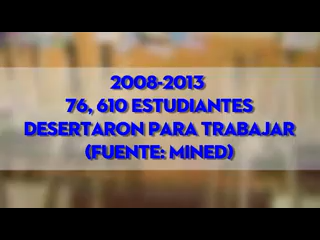 2008-2013
76, 610 ESTUDIANTES
DESERTARON PARA TRABAJAR
(FUENTE: MINED)